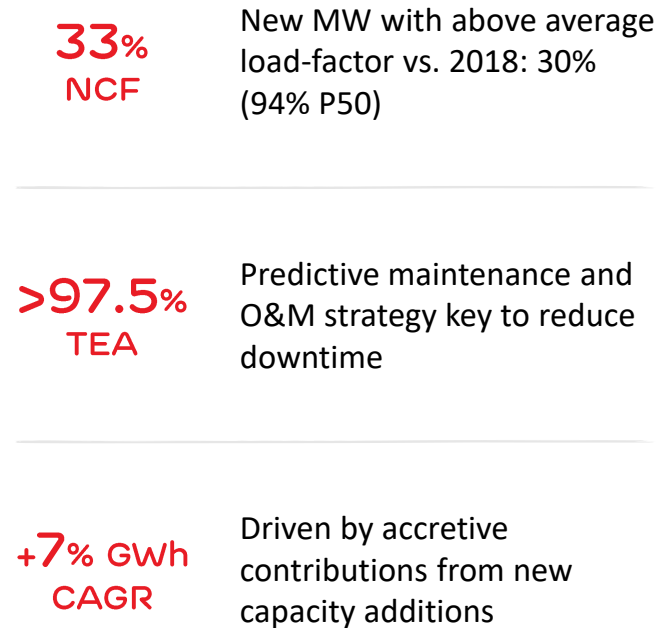 33%
NCF
New MW with above average
load-factor vs. 2018: 30%
(94% P50)
>97.5%
TEA
Predictive maintenance and
O&M strategy key to reduce
downtime
+7% GWh
CAGR
Driven by accretive
contributions from new
capacity additions